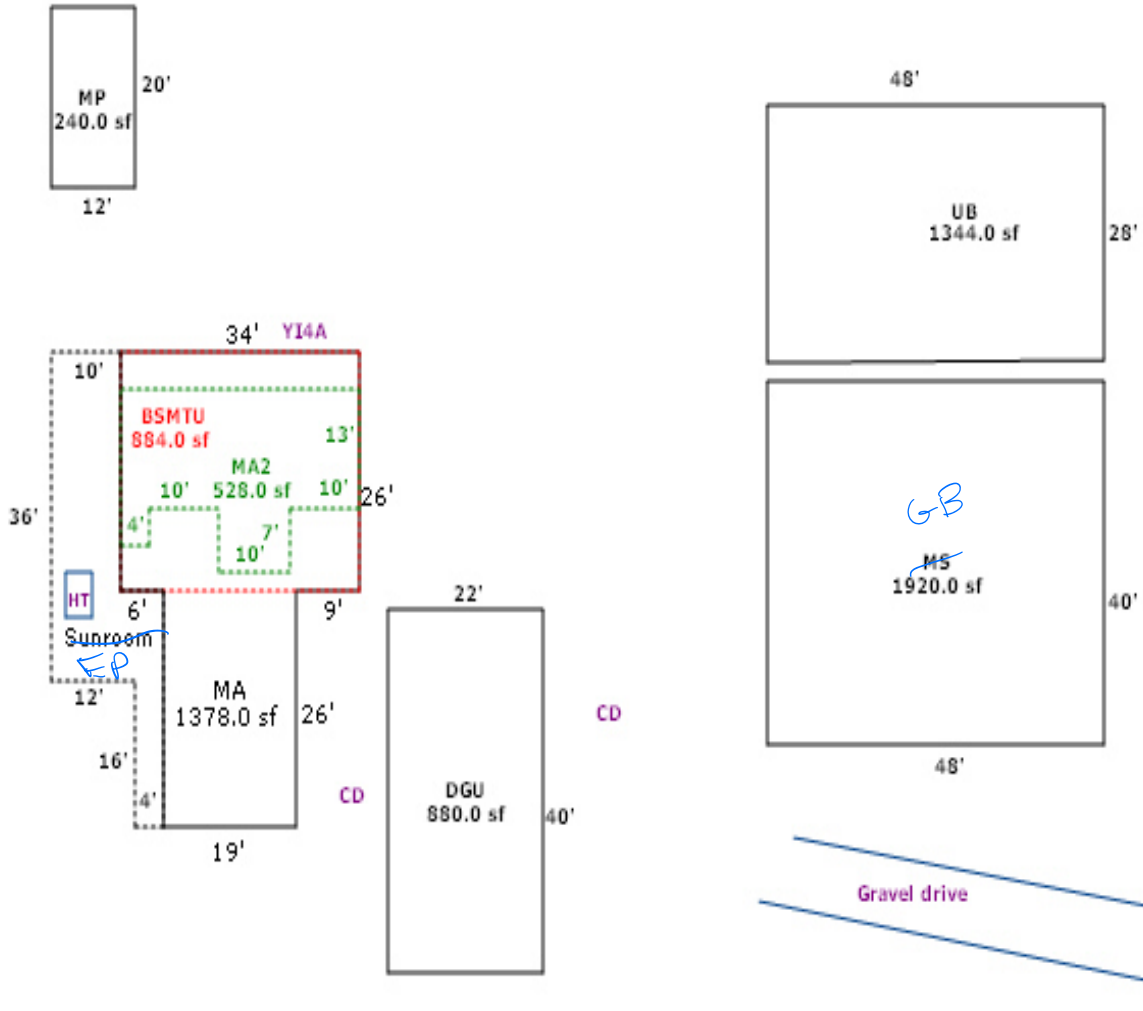 MP
240.0 sf
20'
12'
48'
UB
1344.0 sf
28'
34'
YI4A
10'
BSMTU
884.0 sf
13'
MA2
528.0 sf
10'
10'
26'
4'
7'
10'
36'
HT
6'
9'
Sunroom
EP
12'
MA
1378.0 sf
26'
16'
4'
19'
CD
22'
DGU
880.0 sf
40'
CD
GB
MS
1920.0 sf
40'
48'
Gravel drive